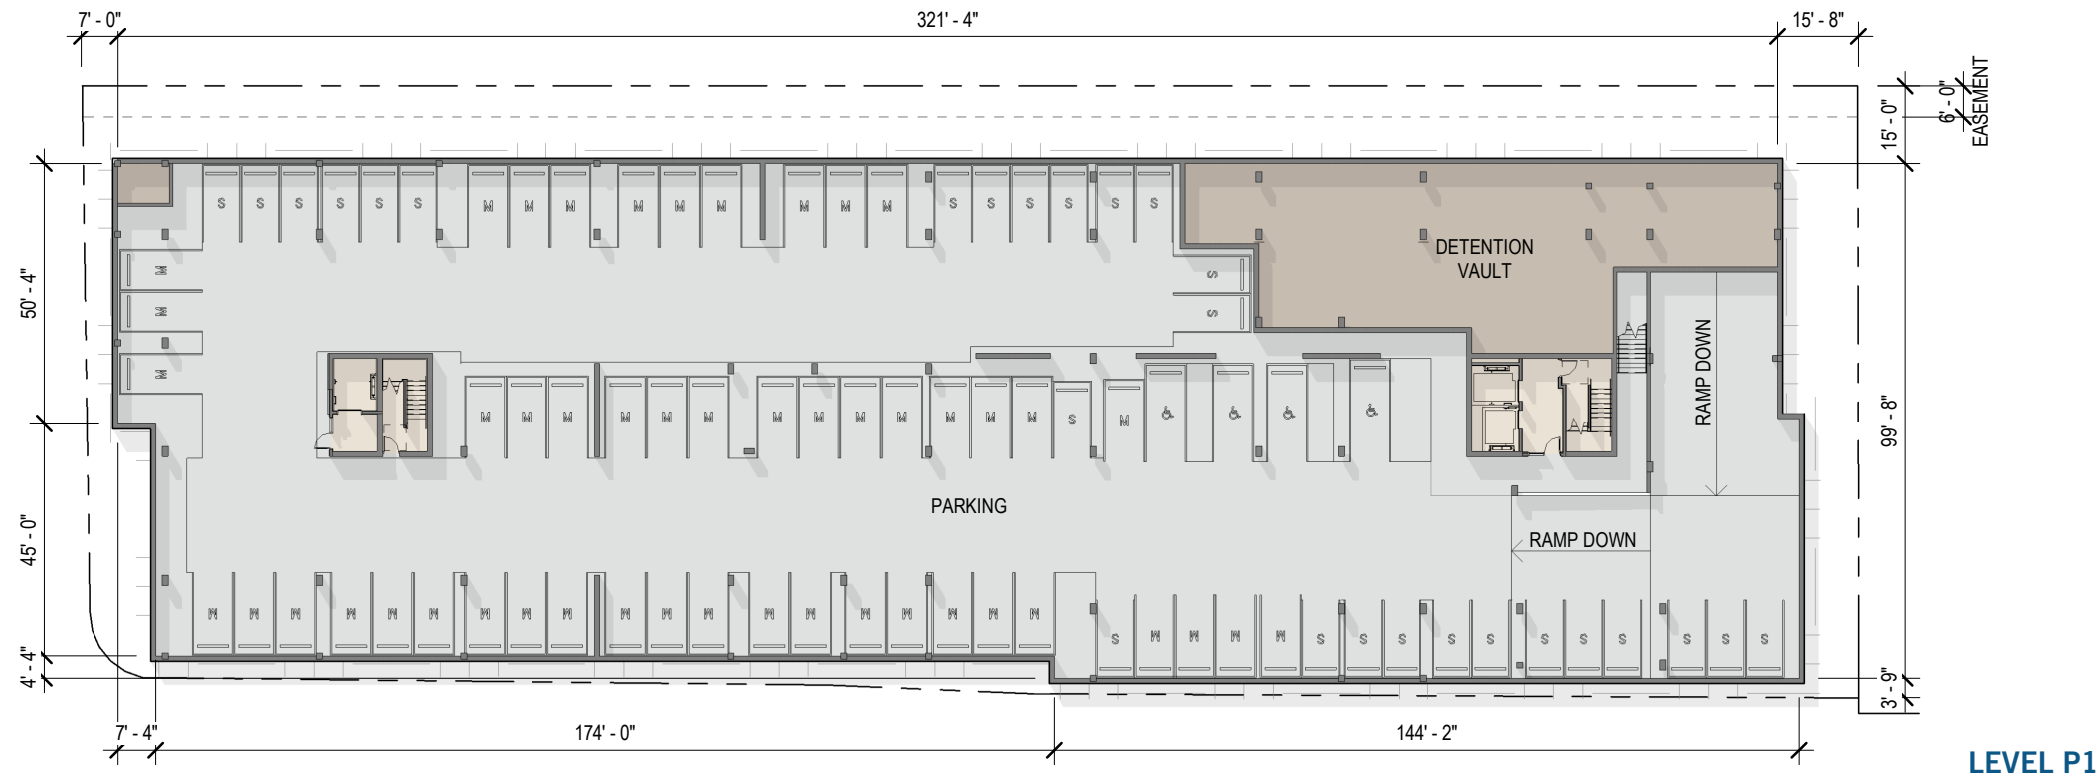 7' - 0"
321' - 4"
15' - 8"
6' - 0"
EASEMENT
15' - 0"
S S S S S S M M M M M M M M M S S S S S S
M
M
M
S
S
50' - 4"
DETENTION
VAULT
RAMP DOWN
M M M M M M M M M M M M M S M
99' - 8"
PARKING
RAMP DOWN
45' - 0"
M M M M M M M M M M M M M M M M M M M M
S M M M M S S S S S S S S S S S
4' - 4"
3' - 9"
7' - 4"
174' - 0"
144' - 2"
LEVEL P1